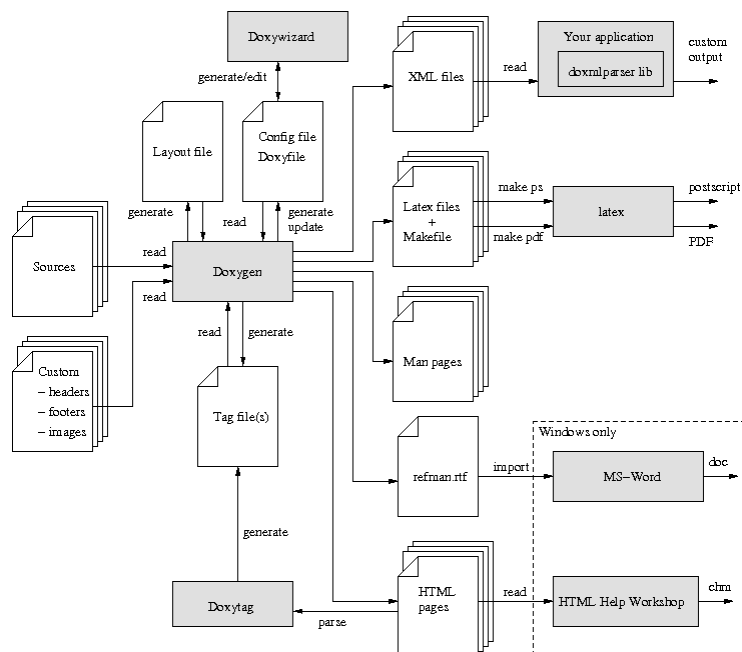 Doxywizard
generate/edit
Layout file
Config file
Doxyfile
generate
read
generate
update
Sources
read
read
Doxygen
Custom
– headers
– footers
– images
read
generate
Tag file(s)
generate
Doxytag
parse
XML files
read
Your application
doxmlparser lib
custom
output
Latex files
+
Makefile
make ps
make pdf
latex
postscript
PDF
Man pages
refman.rtf
import
Windows only
MS–Word
doc
HTML
pages
read
HTML Help Workshop
chm